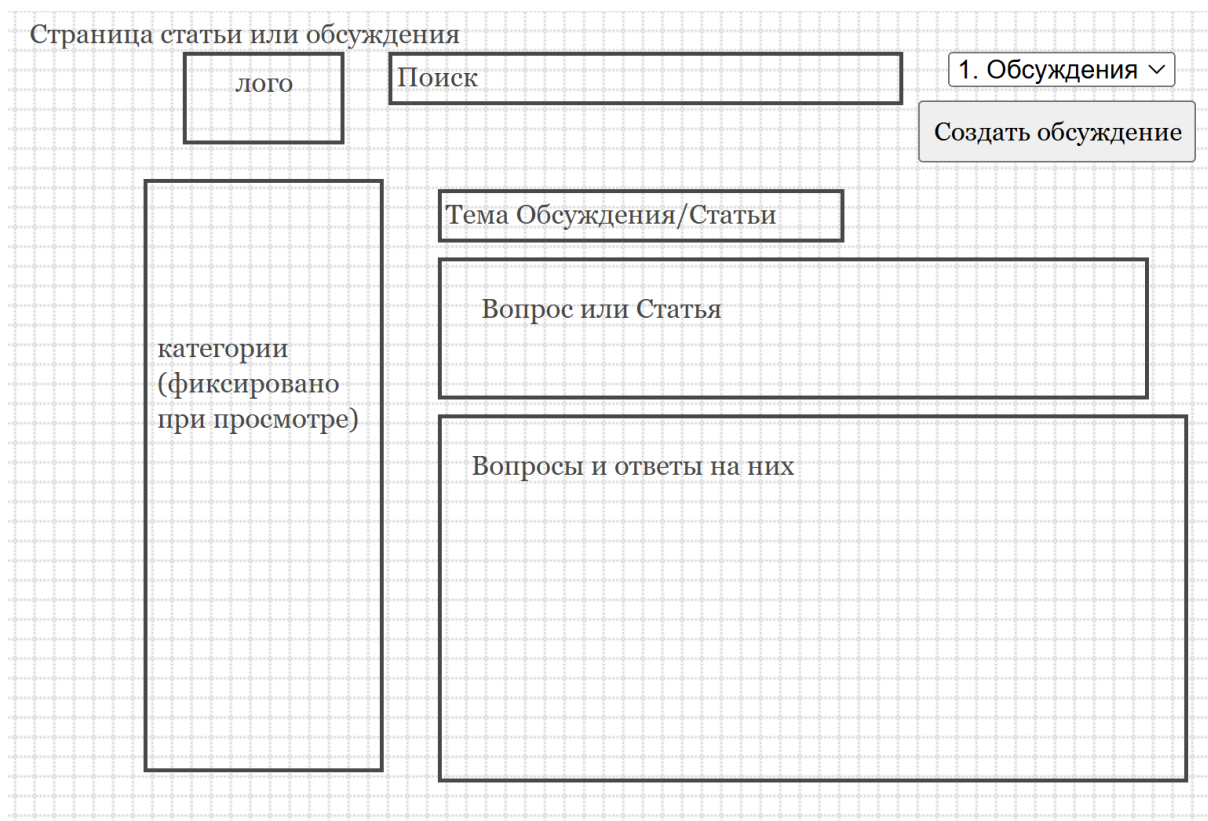 Страница статьи или обсуждения
лого
Поиск
1. Обсуждения
Создать обсуждение
категории
(фиксировано
при просмотре)
Тема Обсуждения/Статьи
Вопрос или Статья
Вопросы и ответы на них